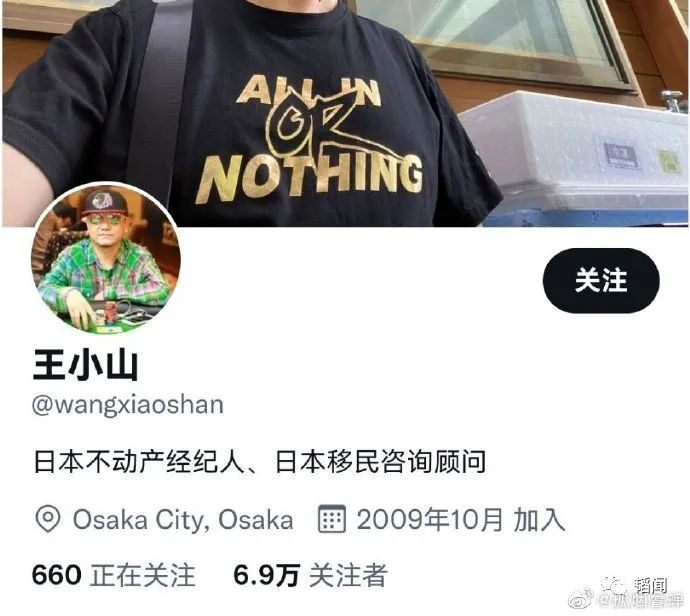 ALL IN
OR
NOTHING
关注
王小山
@wangxiaoshan
日本不动产经纪人、日本移民咨询顾问
Osaka City, Osaka 2009年10月 加入
660 正在关注 6.9万 关注者
韬闻